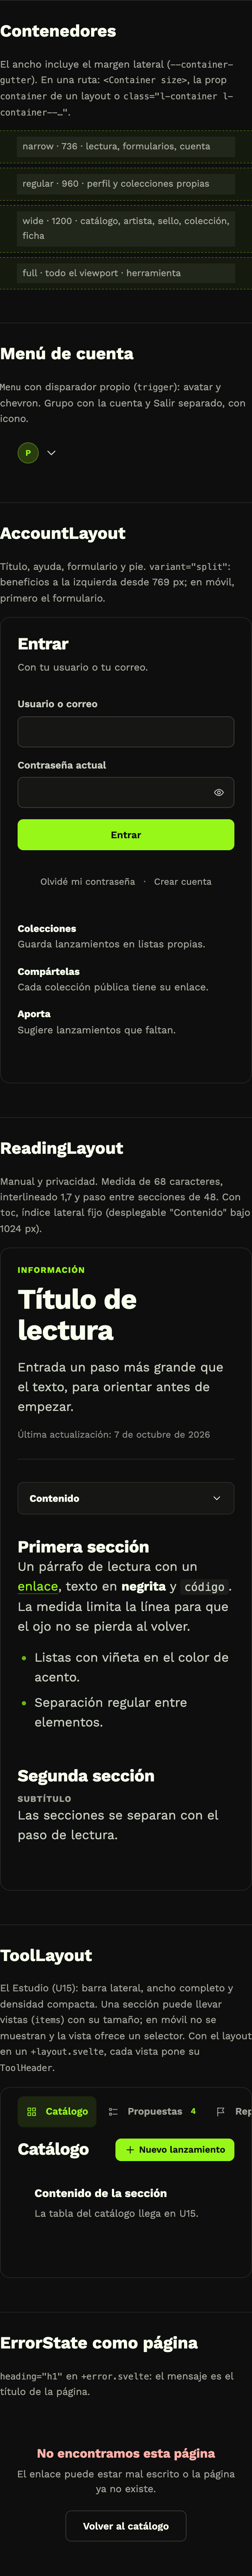 Contenedores
El ancho incluye el margen lateral (--container-
gutter). En una ruta: <Container size>, la prop
container de un layout o class="l-container l-
container--…".
narrow · 736 · lectura, formularios, cuenta
regular · 960 · perfil y colecciones propias
wide · 1200 · catálogo, artista, sello, colección,
ficha
full · todo el viewport · herramienta
Menú de cuenta
Menu con disparador propio (trigger): avatar y
chevron. Grupo con la cuenta y Salir separado, con
icono.
P
AccountLayout
Título, ayuda, formulario y pie. variant="split":
beneficios a la izquierda desde 769 px; en móvil,
primero el formulario.
Entrar
Con tu usuario o tu correo.
Usuario o correo
Contraseña actual
Entrar
Olvidé mi contraseña · Crear cuenta
Colecciones
Guarda lanzamientos en listas propias.
Compártelas
Cada colección pública tiene su enlace.
Aporta
Sugiere lanzamientos que faltan.
ReadingLayout
Manual y privacidad. Medida de 68 caracteres,
interlineado 1,7 y paso entre secciones de 48. Con
toc, índice lateral fijo (desplegable "Contenido" bajo
1024 px).
INFORMACIÓN
Título de
lectura
Entrada un paso más grande que
el texto, para orientar antes de
empezar.
Última actualización: 7 de octubre de 2026
Contenido
Primera sección
Un párrafo de lectura con un
enlace, texto en negrita y código.
La medida limita la línea para que
el ojo no se pierda al volver.
• Listas con viñeta en el color de
acento.
• Separación regular entre
elementos.
Segunda sección
SUBTÍTULO
Las secciones se separan con el
paso de lectura.
ToolLayout
El Estudio (U15): barra lateral, ancho completo y
densidad compacta. Una sección puede llevar
vistas (items) con su tamaño; en móvil no se
muestran y la vista ofrece un selector. Con el layout
en un +layout.svelte, cada vista pone su
ToolHeader.
Catálogo Propuestas 4 Rep
Catálogo
+ Nuevo lanzamiento
Contenido de la sección
La tabla del catálogo llega en U15.
ErrorState como página
heading="h1" en +error.svelte: el mensaje es el
título de la página.
No encontramos esta página
El enlace puede estar mal escrito o la página
ya no existe.
Volver al catálogo